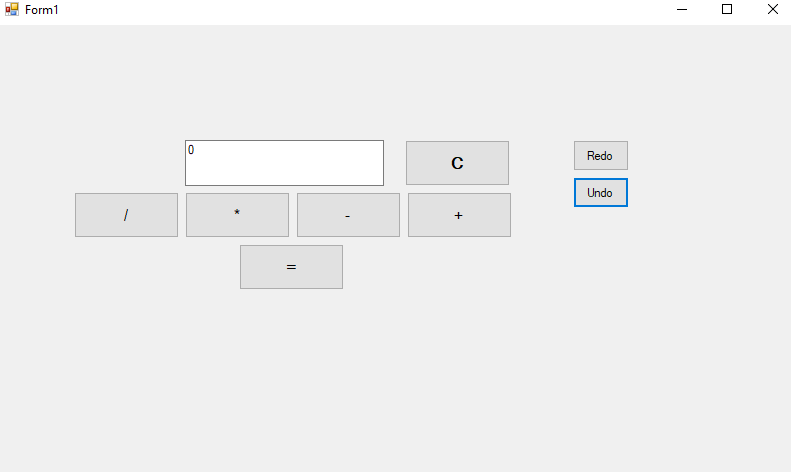 Form1
0
C
Redo
Undo
/
*
-
+
=